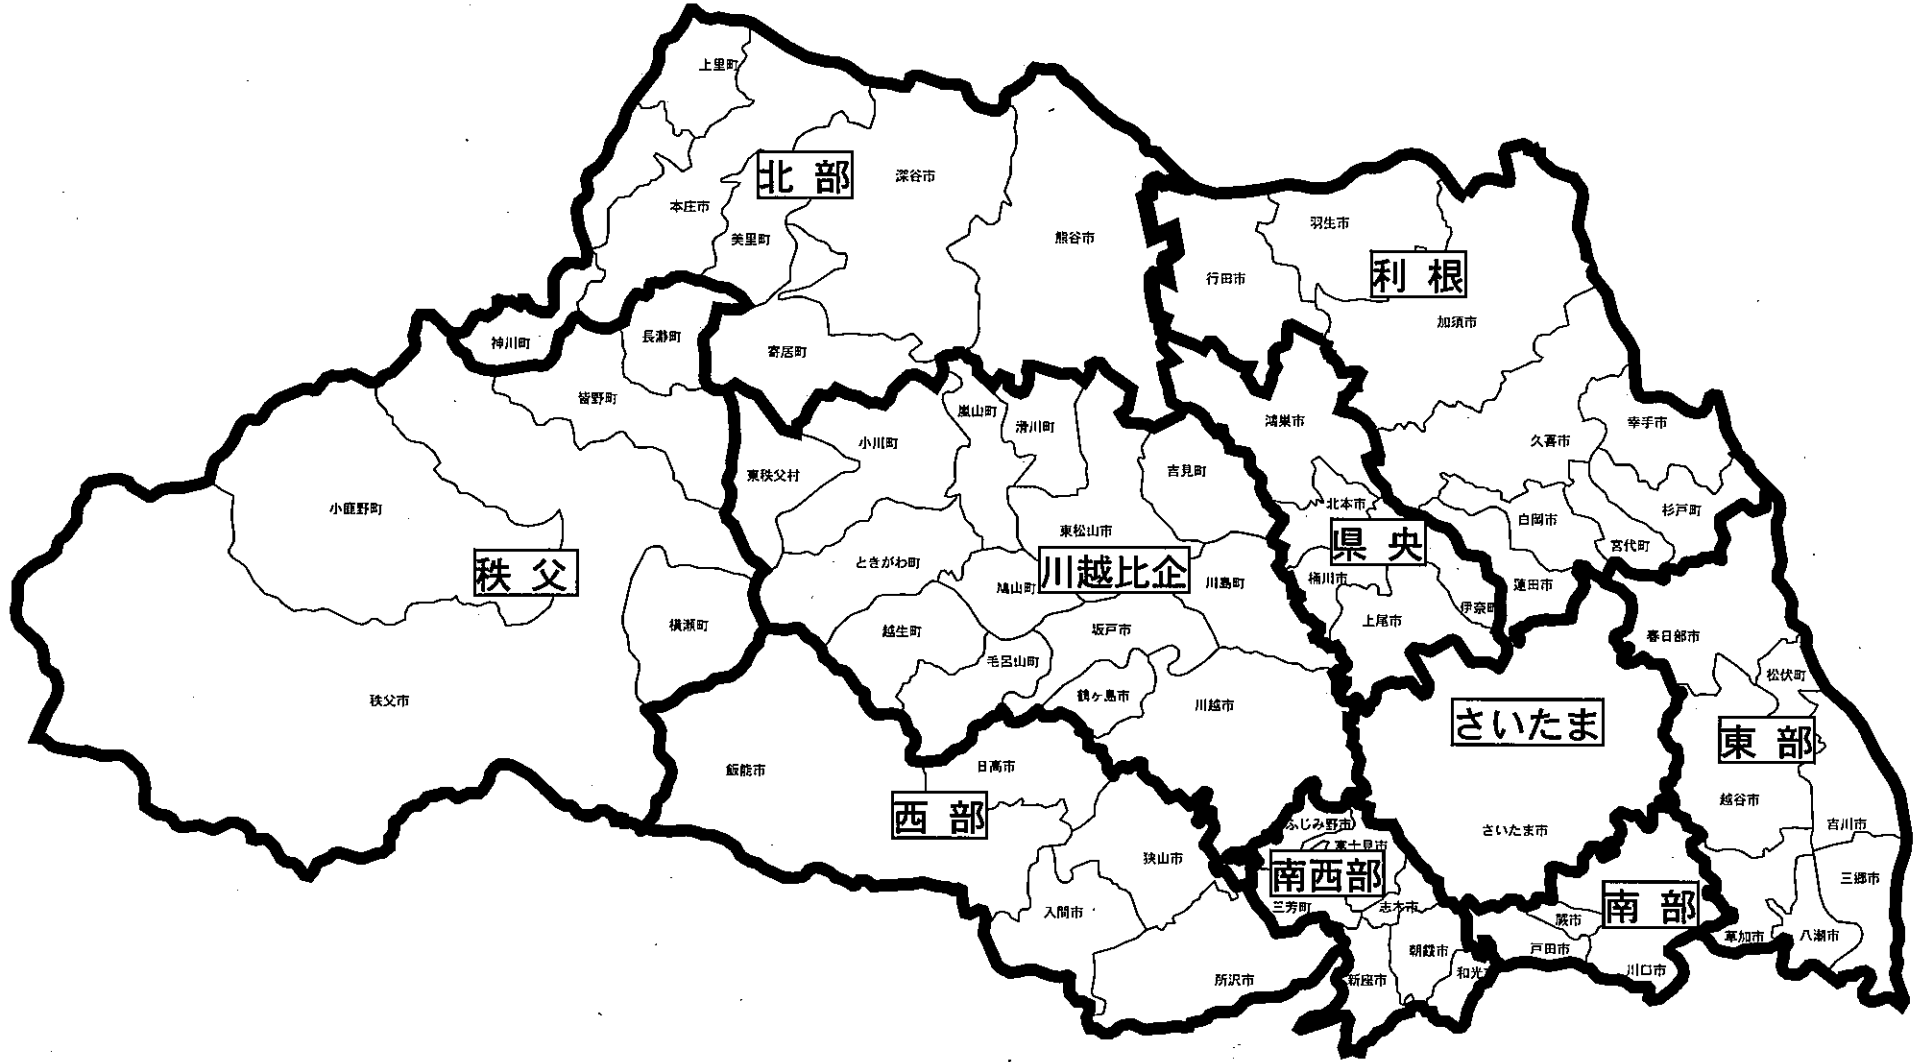 上里町
北 部
深谷市
本庄市
美里町
熊谷市
羽生市
行田市
利 根
加須市
神川町
長瀞町
寄居町
皆野町
嵐山町
滑川町
鴻巣市
幸手市
小川町
久喜市
東秩父村
吉見町
小鹿野町
北本市
杉戸町
白岡市
東松山市
県 央
宮代町
ときがわ町
秩 父
川越比企
鳩山町
川島町
桶川市
蓮田市
伊奈町
上尾市
横瀬町
越生町
坂戸市
春日部市
毛呂山町
松伏町
秩父市
鶴ヶ島市
川越市
さいたま
東 部
飯能市
日高市
越谷市
西 部
ふじみ野市
さいたま市
吉川市
富士見市
狭山市
南西部
三郷市
入間市
三芳町
志木市
南 部
蕨市
草加市
八潮市
戸田市
朝霞市
川口市
和光
新座市
所沢市